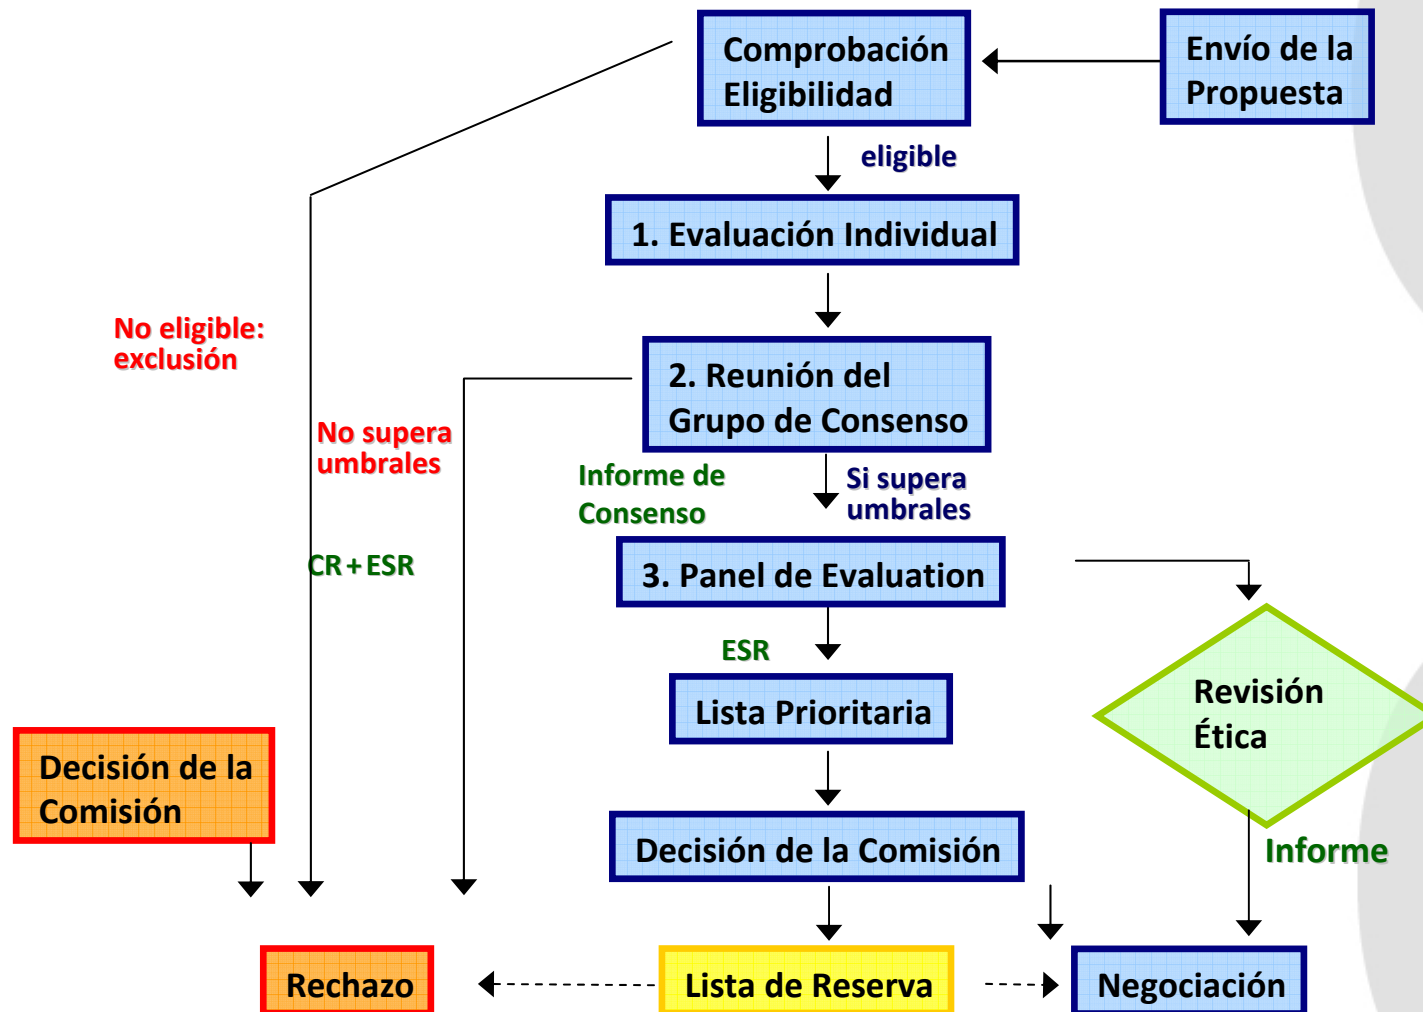 Comprobación
Eligibilidad
Envío de la
Propuesta
eligible
1. Evaluación Individual
No eligible:
exclusión
2. Reunión del
Grupo de Consenso
No supera
umbrales
Informe de
Consenso
Si supera
umbrales
CR + ESR
3. Panel de Evaluation
ESR
Lista Prioritaria
Revisión
Ética
Decisión de la
Comisión
Decisión de la Comisión
Informe
Rechazo
Lista de Reserva
Negociación